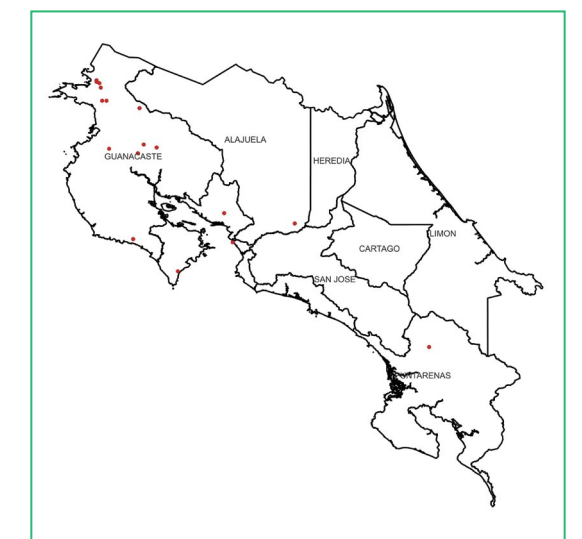 ALAJUELA
GUANACASTE
HEREDIA
LIMON
CARTAGO
SAN JOSE
PUNTARENAS